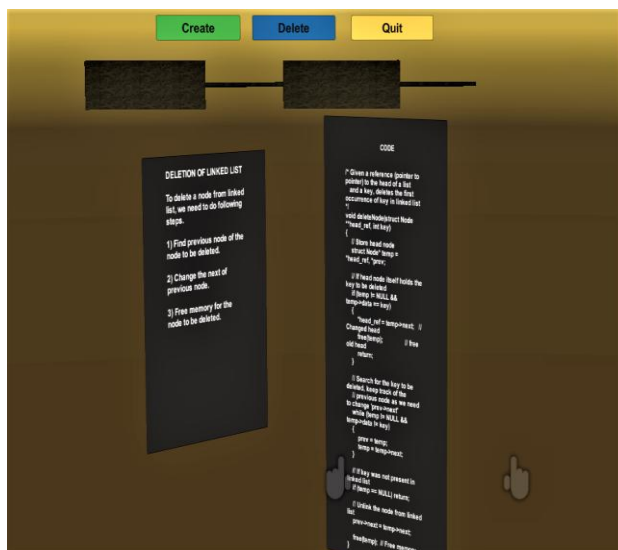 Create Delete Quit
DELETION OF LINKED LIST
To delete a node from linked
list, we need to do following
steps.
1) Find previous node of the
node to be deleted.
2) Change the next of
previous node.
3) Free memory for the
node to be deleted.
CODE
/* Given a reference (pointer to
pointer) to the head of a list
and a key, deletes the first
occurrence of key in linked list
*/
void deleteNode(struct Node
**head_ref, int key)
{
// Store head node
struct Node* temp =
*head_ref, *prev;
// If head node itself holds the
key to be deleted
if (temp != NULL &&
temp->data == key)
{
*head_ref = temp->next; //
Changed head
free(temp); // free
old head
return;
}
// Search for the key to be
deleted, keep track of the
// previous node as we need
to change 'prev->next'
while (temp != NULL &&
temp->data != key)
{
prev = temp;
temp = temp->next;
}
// If key was not present in
linked list
if (temp == NULL) return;
// Unlink the node from linked
list
prev->next = temp->next;
free(temp); // Free memory
}